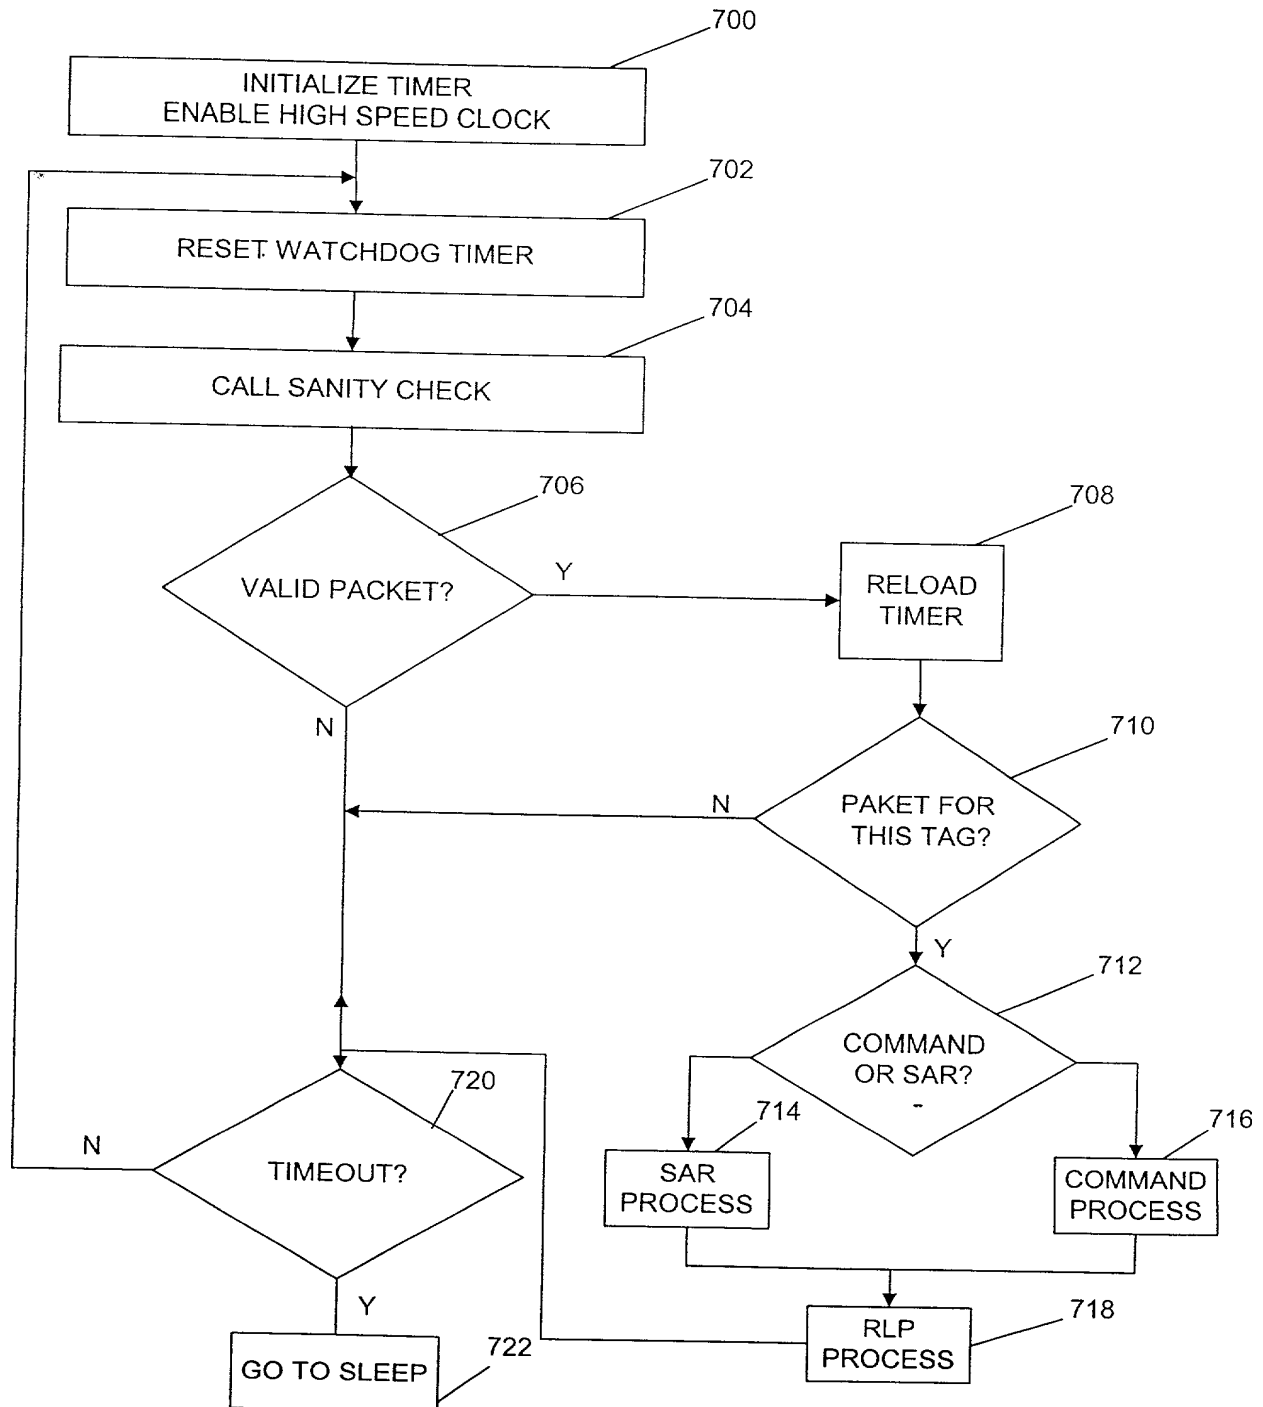 700
INITIALIZE TIMER
ENABLE HIGH SPEED CLOCK
702
RESET WATCHDOG TIMER
704
CALL SANITY CHECK
706
VALID PACKET?
Y
N
708
RELOAD
TIMER
710
PAKET FOR
THIS TAG?
N
Y
712
COMMAND
OR SAR?
714
SAR
PROCESS
716
COMMAND
PROCESS
718
RLP
PROCESS
720
TIMEOUT?
N
Y
722
GO TO SLEEP